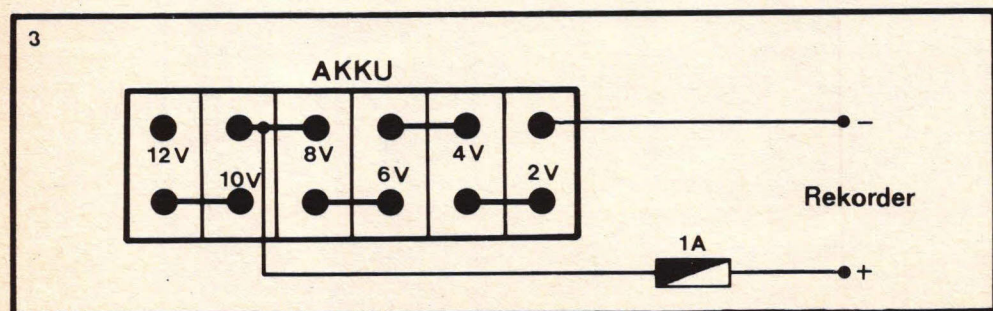 3
AKKU
12V 10V 8V 6V 4V 2V
–
Rekorder
1A
+